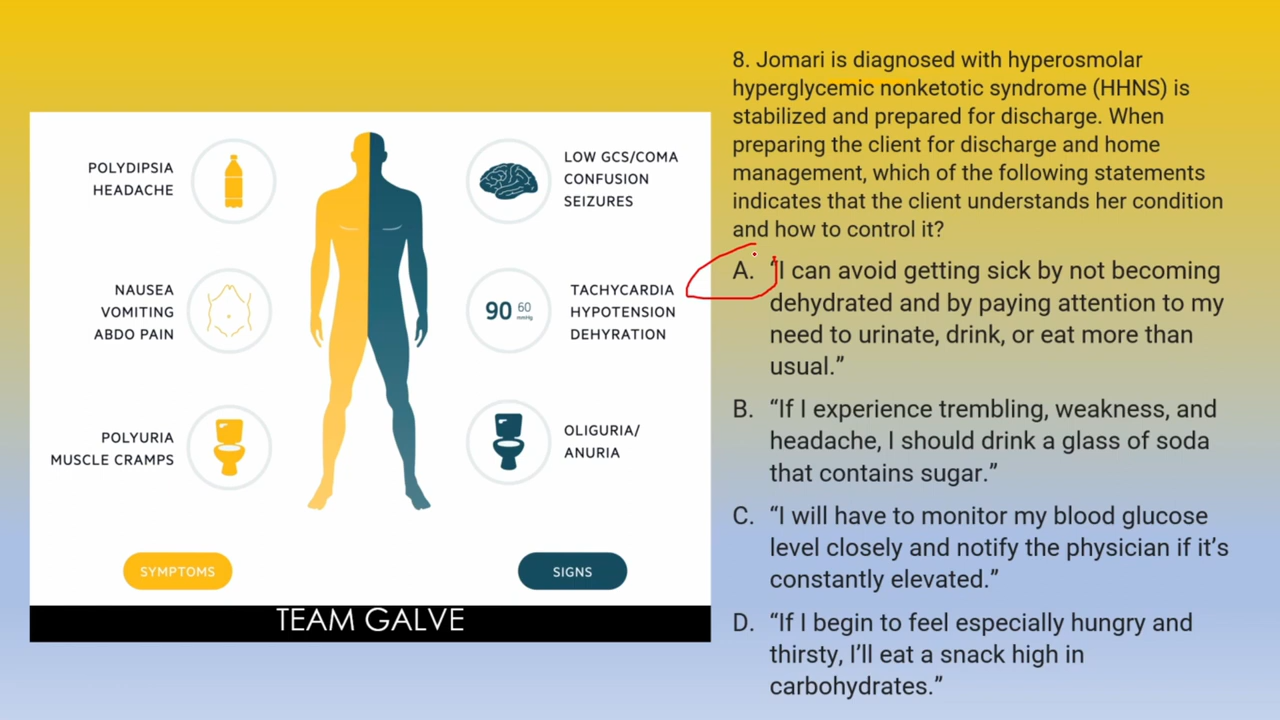 POLYDIPSIA
HEADACHE
NAUSEA
VOMITING
ABDO PAIN
POLYURIA
MUSCLE CRAMPS
SYMPTOMS
LOW GCS/COMA
CONFUSION
SEIZURES
90 60
mmHg
TACHYCARDIA
HYPOTENSION
DEHYRATION
OLIGURIA/
ANURIA
SIGNS
TEAM GALVE
8. Jomari is diagnosed with hyperosmolar
hyperglycemic nonketotic syndrome (HHNS) is
stabilized and prepared for discharge. When
preparing the client for discharge and home
management, which of the following statements
indicates that the client understands her condition
and how to control it?
A. “I can avoid getting sick by not becoming
dehydrated and by paying attention to my
need to urinate, drink, or eat more than
usual.”
B. “If I experience trembling, weakness, and
headache, I should drink a glass of soda
that contains sugar.”
C. “I will have to monitor my blood glucose
level closely and notify the physician if it’s
constantly elevated.”
D. “If I begin to feel especially hungry and
thirsty, I’ll eat a snack high in
carbohydrates.”